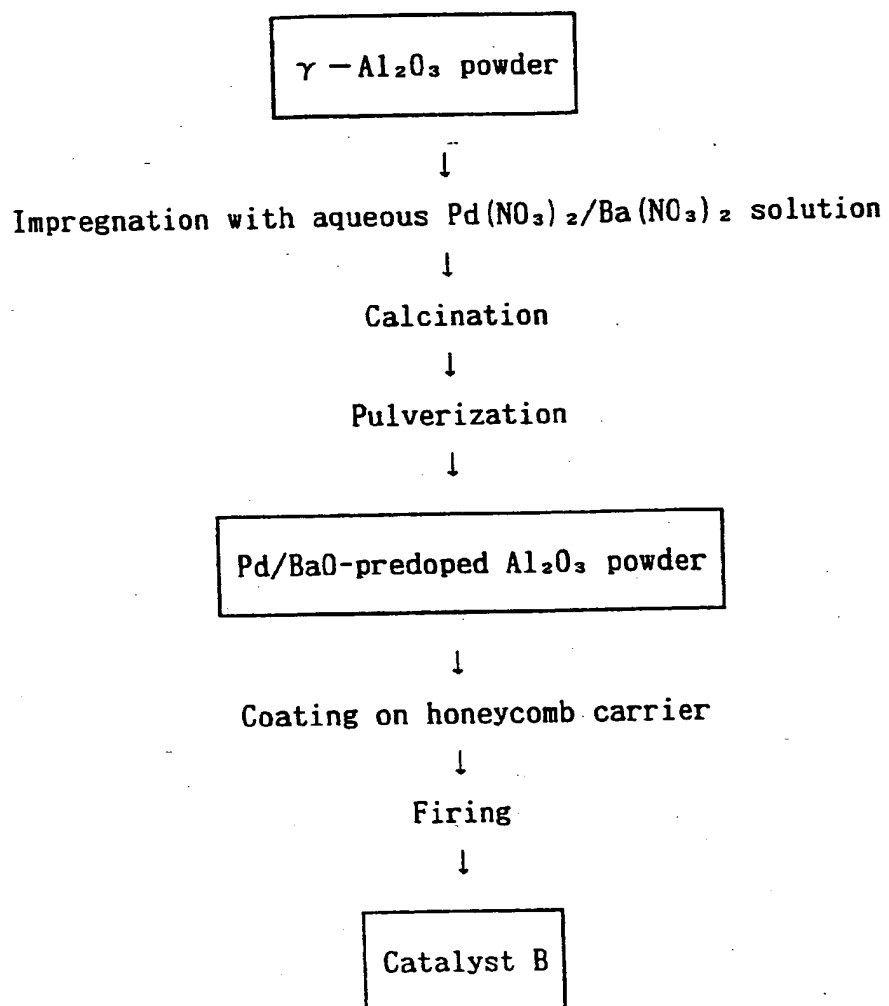 γ-Al₂O₃ powder
↓
Impregnation with aqueous Pd(NO₃)₂/Ba(NO₃)₂ solution
↓
Calcination
↓
Pulverization
↓
Pd/BaO-predoped Al₂O₃ powder
↓
Coating on honeycomb carrier
↓
Firing
↓
Catalyst B